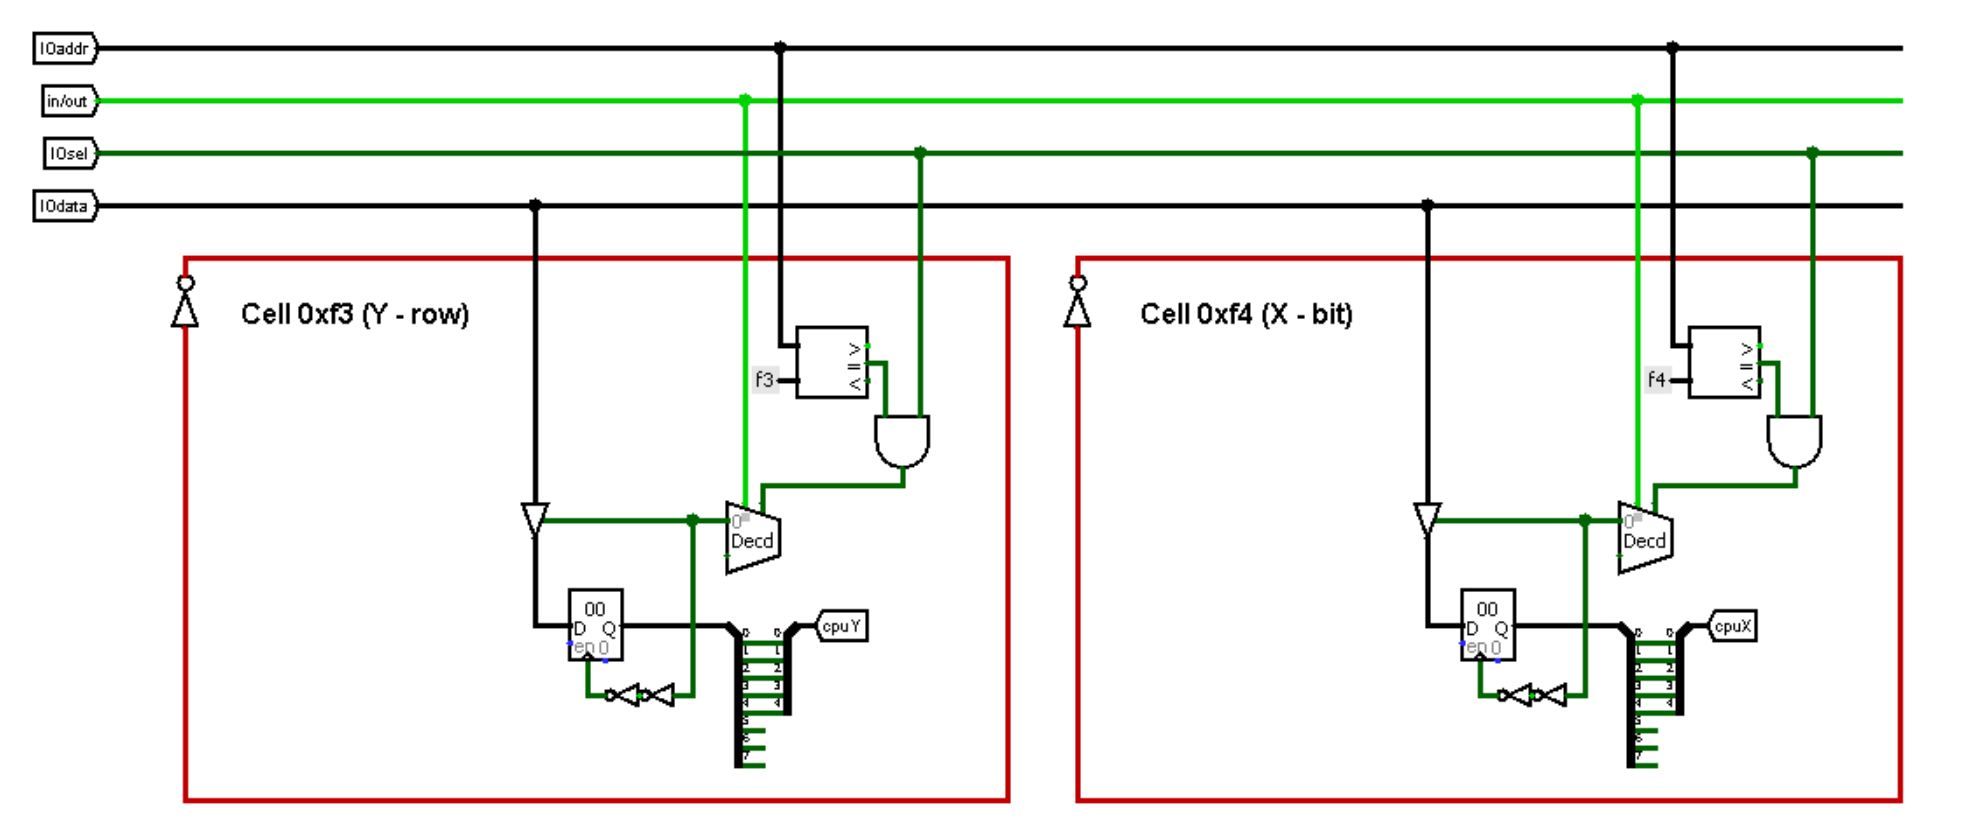 IOaddr
in/out
IOsel
IOdata
Cell 0xf3 (Y - row)
>
=
<
f3
0
Decd
00
D Q
en 0
cpuY
0 0
1 1
2 2
3 3
4 4
5
6
7
Cell 0xf4 (X - bit)
>
=
<
f4
0
Decd
00
D Q
en 0
cpuX
0 0
1 1
2 2
3 3
4 4
5
6
7